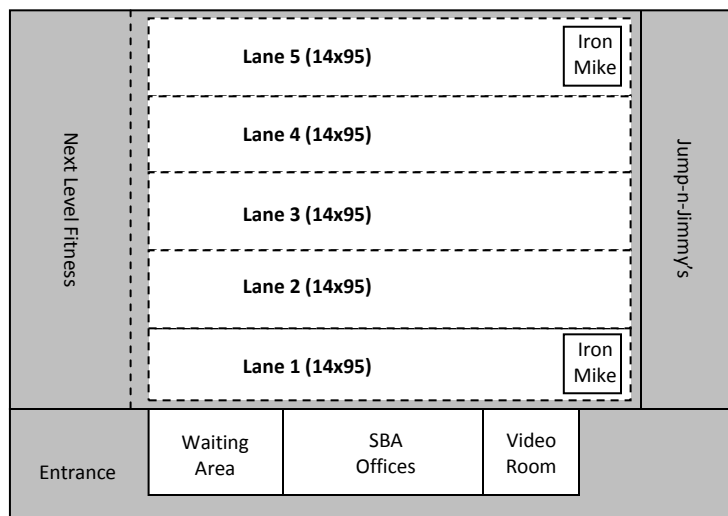 Next Level Fitness
Lane 5 (14x95)
Iron
Mike
Lane 4 (14x95)
Lane 3 (14x95)
Lane 2 (14x95)
Lane 1 (14x95)
Iron
Mike
Jump-n-Jimmy's
Entrance
Waiting
Area
SBA
Offices
Video
Room